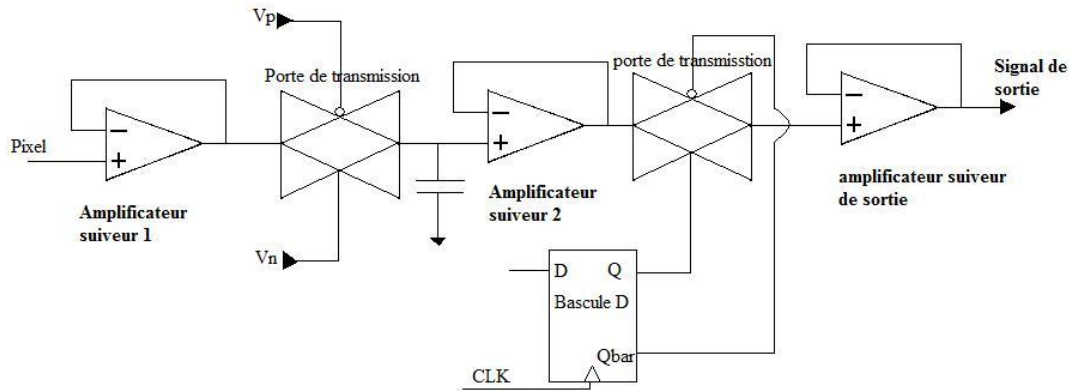 Vp
Porte de transmission
porte de transmisstion
Signal de
sortie
Pixel
−
+
−
+
−
+
Amplificateur
suiveur 1
Amplificateur
suiveur 2
amplificateur suiveur
de sortie
Vn
D Q
Bascule D
Qbar
CLK